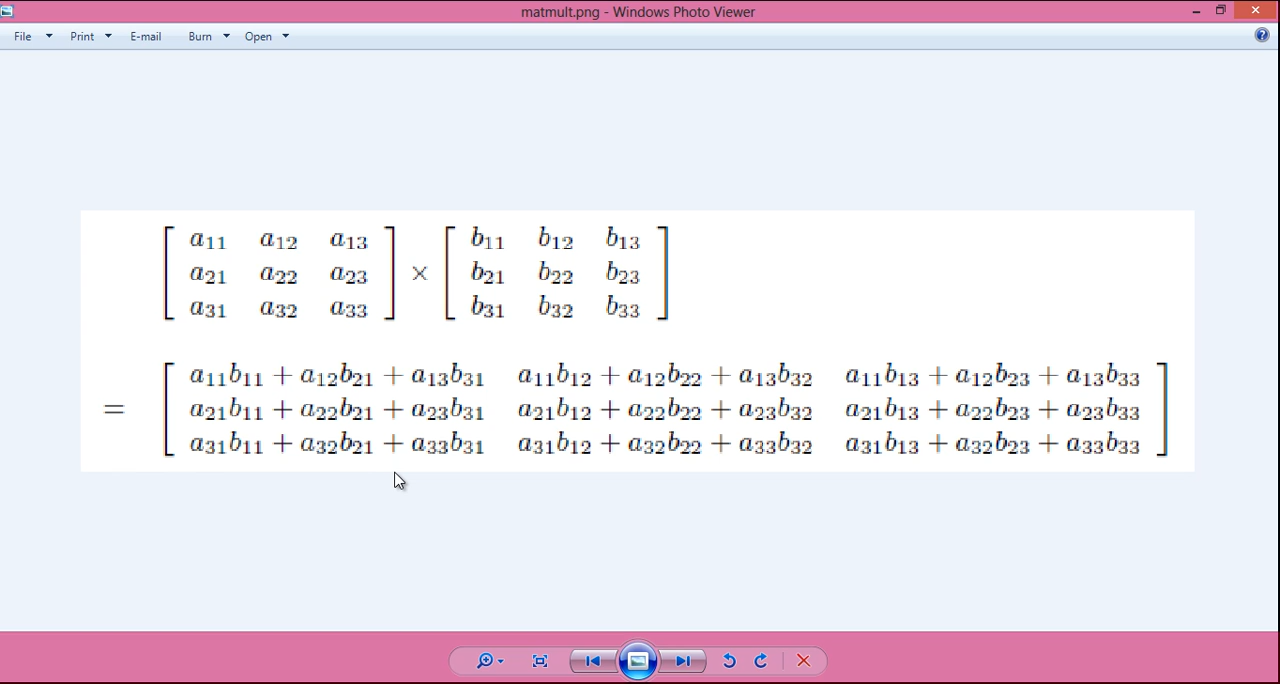 matmult.png - Windows Photo Viewer
File Print E-mail Burn Open
a₁₁ a₁₂ a₁₃ × b₁₁ b₁₂ b₁₃
a₂₁ a₂₂ a₂₃ b₂₁ b₂₂ b₂₃
a₃₁ a₃₂ a₃₃ b₃₁ b₃₂ b₃₃
= a₁₁b₁₁ + a₁₂b₂₁ + a₁₃b₃₁ a₁₁b₁₂ + a₁₂b₂₂ + a₁₃b₃₂ a₁₁b₁₃ + a₁₂b₂₃ + a₁₃b₃₃
a₂₁b₁₁ + a₂₂b₂₁ + a₂₃b₃₁ a₂₁b₁₂ + a₂₂b₂₂ + a₂₃b₃₂ a₂₁b₁₃ + a₂₂b₂₃ + a₂₃b₃₃
a₃₁b₁₁ + a₃₂b₂₁ + a₃₃b₃₁ a₃₁b₁₂ + a₃₂b₂₂ + a₃₃b₃₂ a₃₁b₁₃ + a₃₂b₂₃ + a₃₃b₃₃